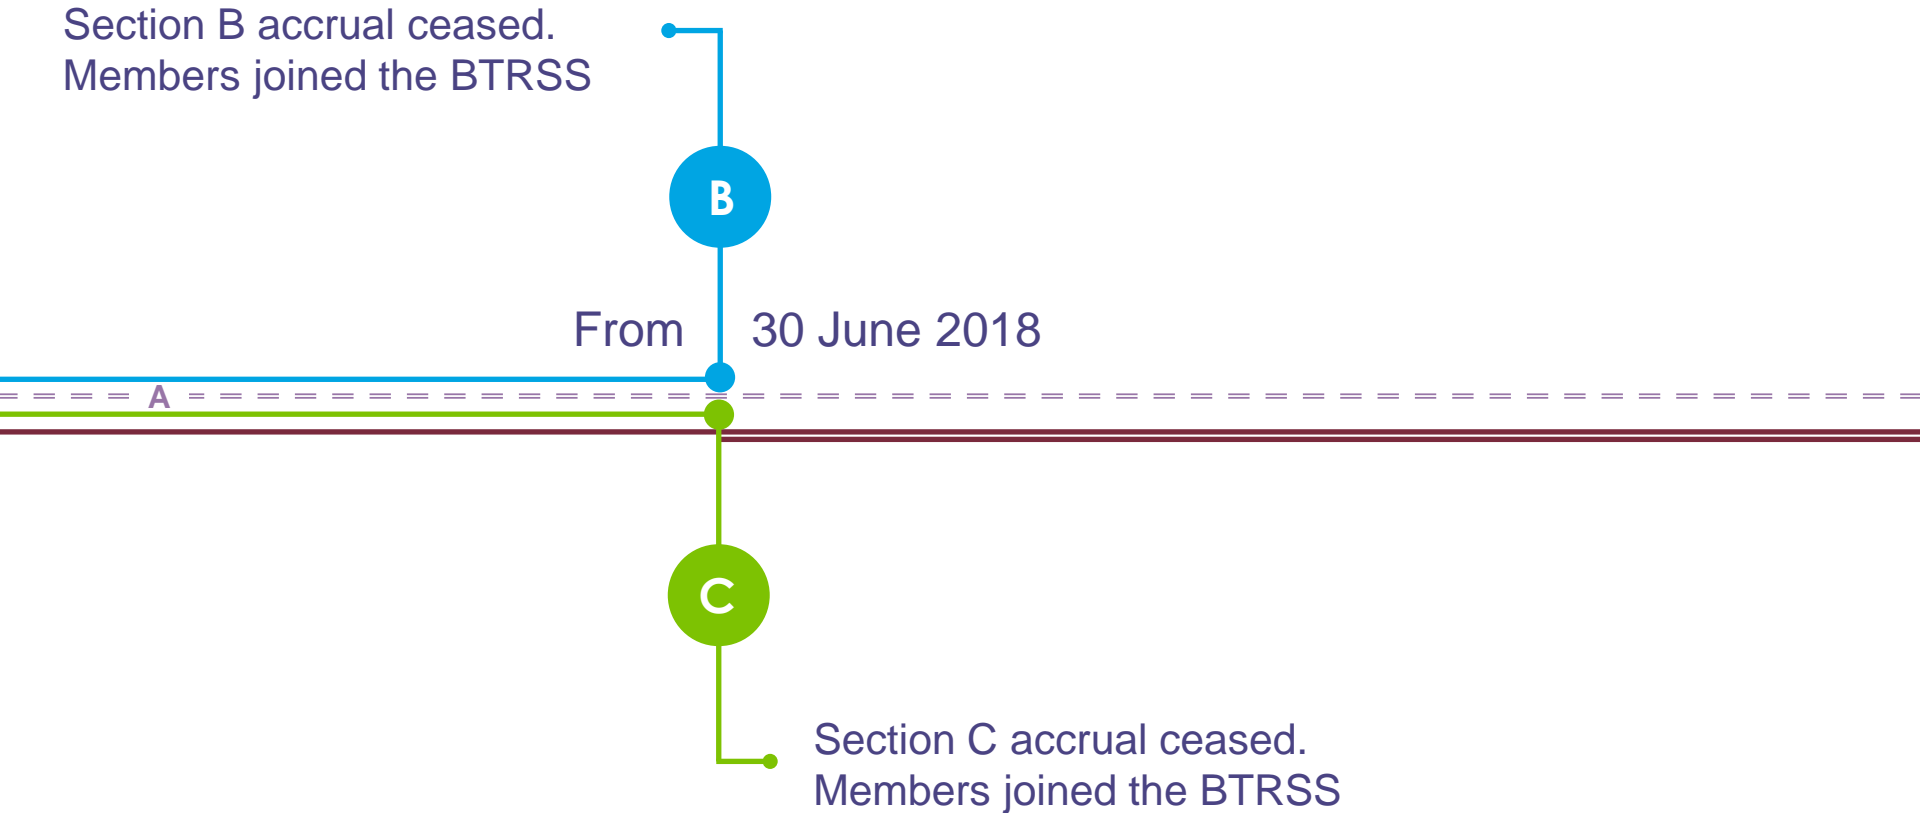 Section B accrual ceased.
Members joined the BTRSS
B
From 30 June 2018
A
C
Section C accrual ceased.
Members joined the BTRSS